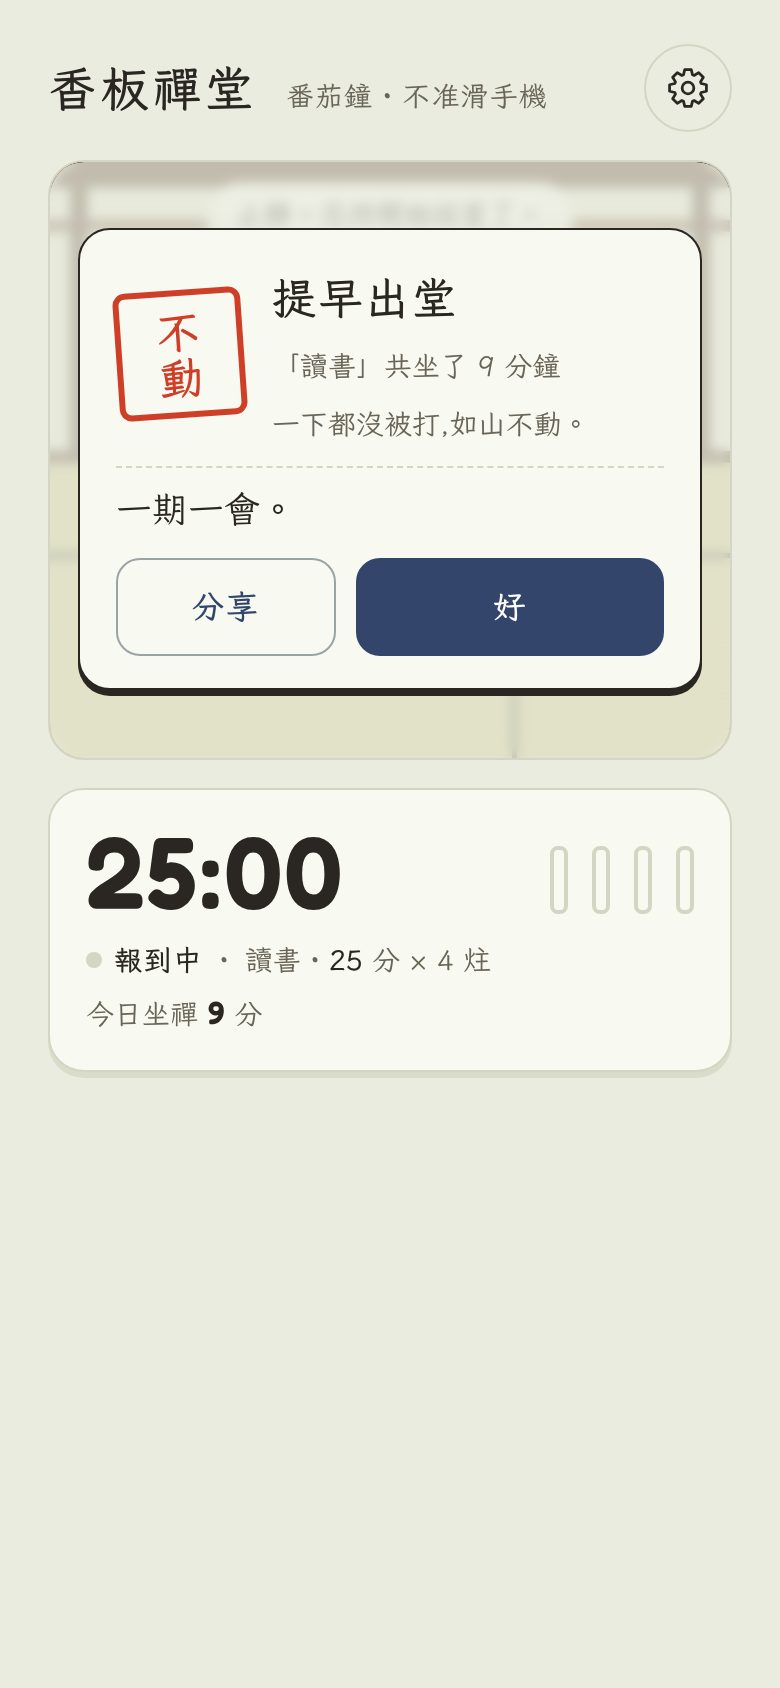 香板禪堂 番茄鐘・不准滑手機
不動
提早出堂
「讀書」共坐了 9 分鐘
一下都沒被打,如山不動。
一期一會。
分享
好
25:00
報到中 ・ 讀書・25 分 × 4 炷
今日坐禪 9 分